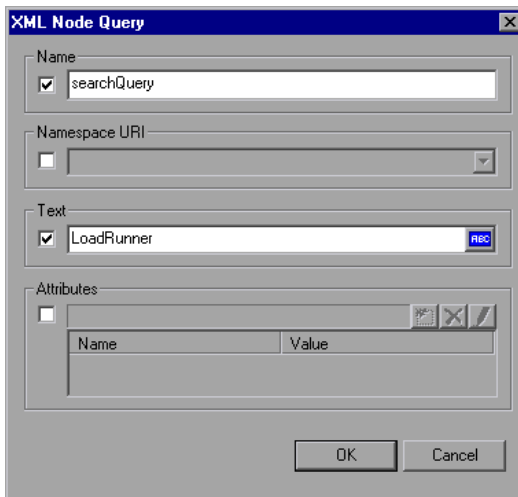 XML Node Query
Name
searchQuery
Namespace URI
Text
LoadRunner
ABC
Attributes
Name Value
OK Cancel